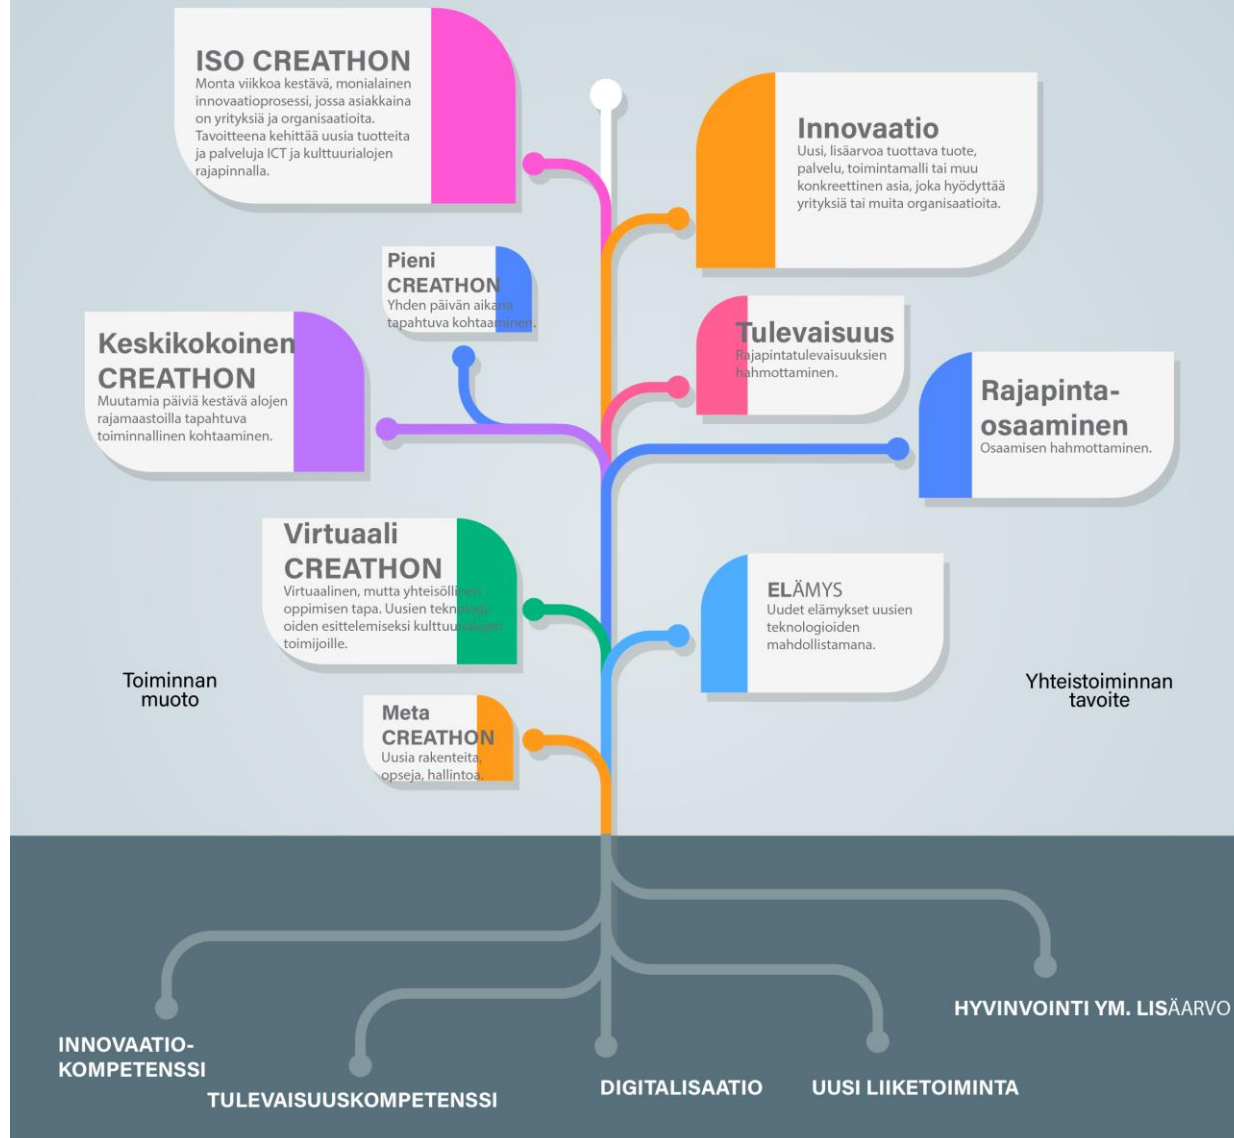 ISO CREATHON
Monta viikkoa kestävä, monialainen
innovaatioprosessi, jossa asiakkaina
on yrityksiä ja organisaatioita.
Tavoitteena kehittää uusia tuotteita
ja palveluja ICT ja kulttuurialojen
rajapinnalla.
Innovaatio
Uusi, lisäarvoa tuottava tuote,
palvelu, toimintamalli tai muu
konkreettinen asia, joka hyödyttää
yrityksiä tai muita organisaatioita.
Pieni
CREATHON
Yhden päivän aikana
tapahtuva kohtaaminen.
Keskikokoinen
CREATHON
Muutamia päiviä kestävä alojen
rajamaastoilla tapahtuva
toiminnallinen kohtaaminen.
Tulevaisuus
Rajapintatulevaisuuksien
hahmottaminen.
Rajapinta-
osaaminen
Osaamisen hahmottaminen.
Virtuaali
CREATHON
Virtuaalinen, mutta yhteisöllinen
oppimisen tapa. Uusien teknologi-
oiden esittelemiseksi kulttuurialojen
toimijoille.
ELÄMYS
Uudet elämykset uusien
teknologioiden
mahdollistamana.
Toiminnan
muoto
Yhteistoiminnan
tavoite
Meta
CREATHON
Uusia rakenteita,
opseja, hallintoa.
HYVINVOINTI YM. LISÄARVO
INNOVAATIO-
KOMPETENSSI
TULEVAISUUSKOMPETENSSI
DIGITALISAATIO
UUSI LIIKETOIMINTA